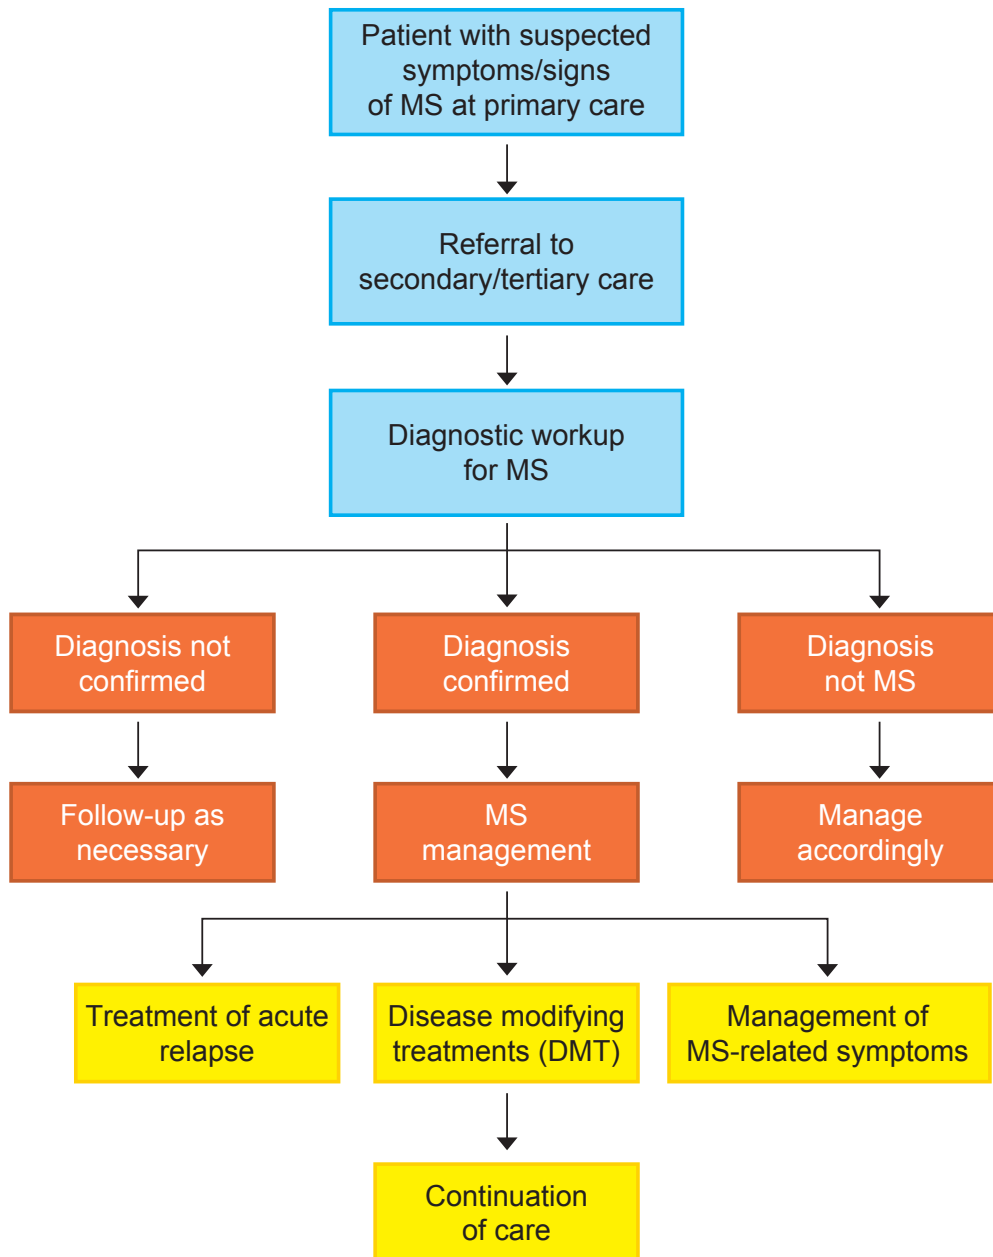 Patient with suspected
symptoms/signs
of MS at primary care
Referral to
secondary/tertiary care
Diagnostic workup
for MS
Diagnosis not
confirmed
Diagnosis
confirmed
Diagnosis
not MS
Follow-up as
necessary
MS
management
Manage
accordingly
Treatment of acute
relapse
Disease modifying
treatments (DMT)
Management of
MS-related symptoms
Continuation
of care